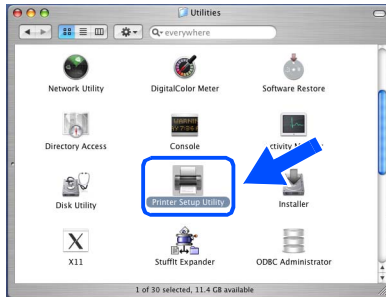 Utilities
everywhere
Network Utility
DigitalColor Meter
Software Restore
Directory Access
Console
Disk Utility
Printer Setup Utility
Installer
X11
StuffIt Expander
ODBC Administrator
1 of 30 selected, 11.4 GB available